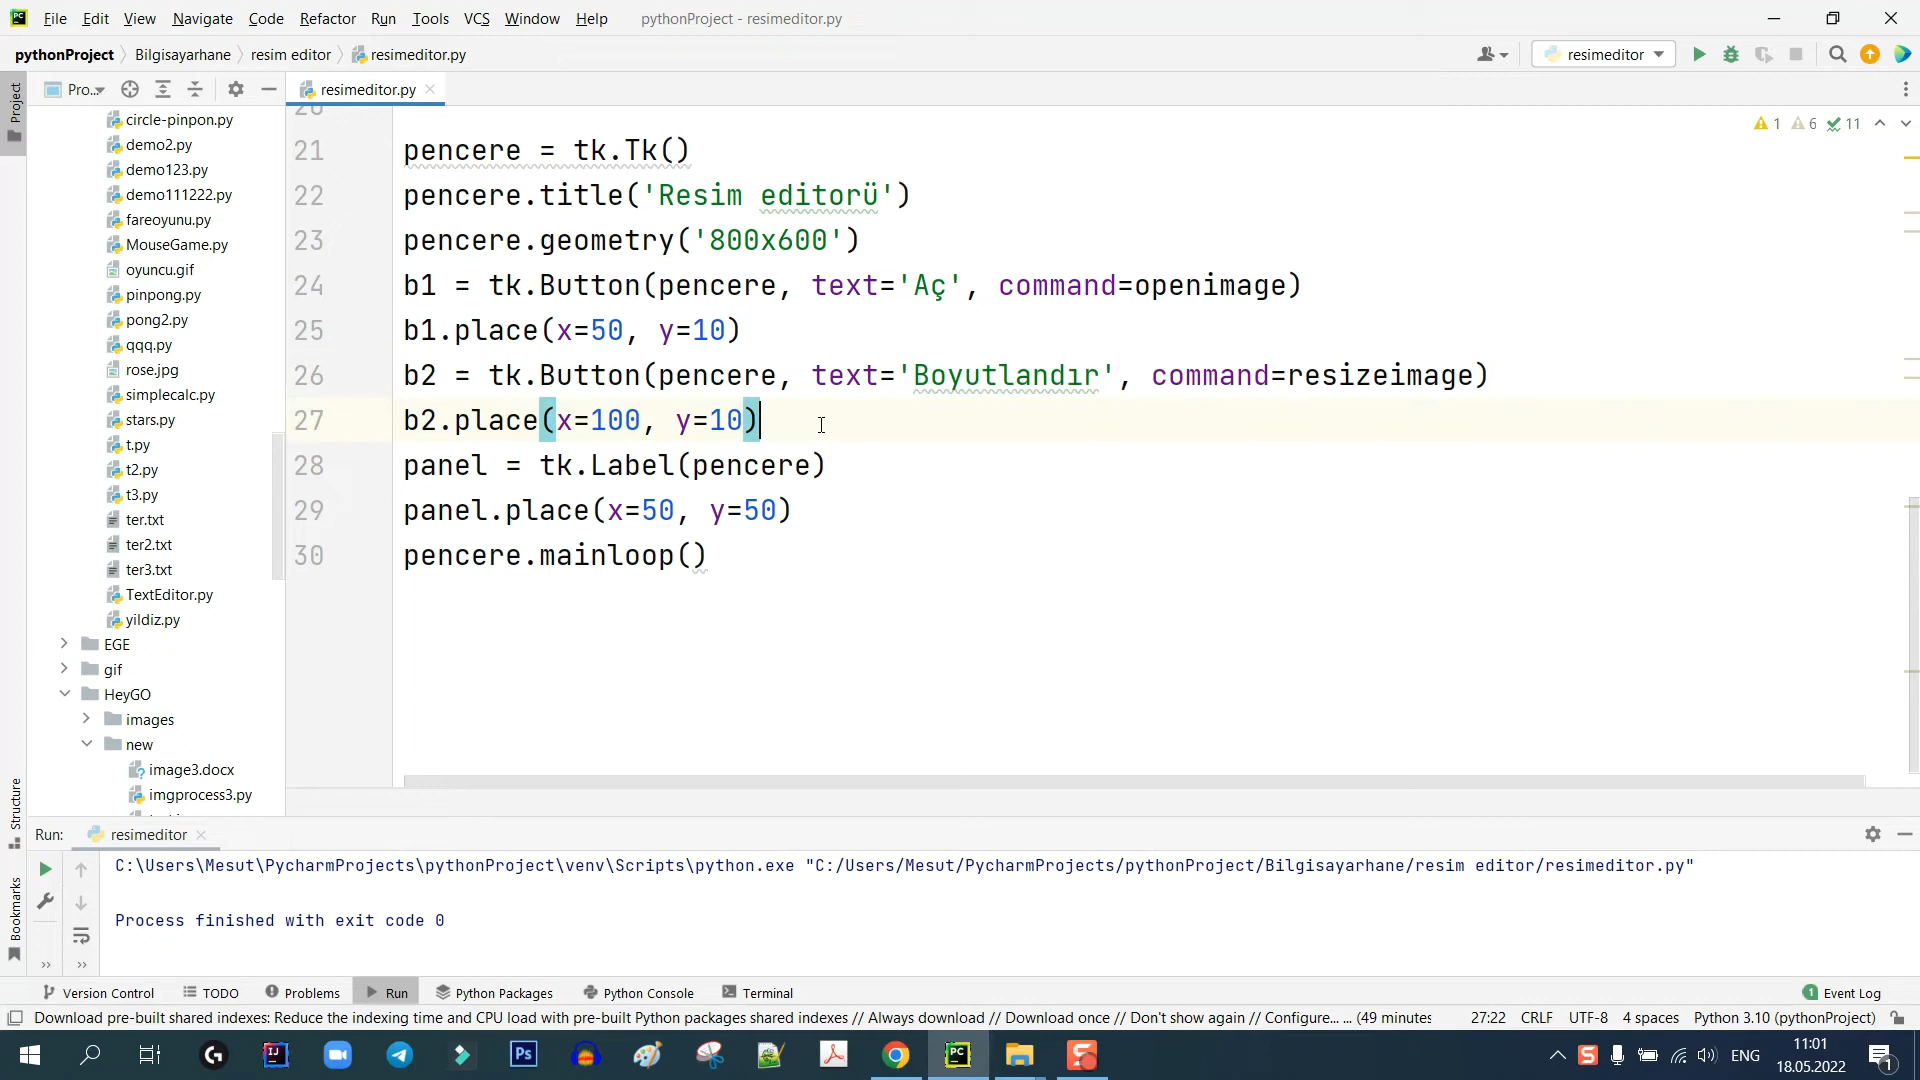 File Edit View Navigate Code Refactor Run Tools VCS Window Help pythonProject - resimeditor.py
pythonProject Bilgisayarhane resim editor resimeditor.py resimeditor
Project
Pro... resimeditor.py
circle-pinpon.py
demo2.py
demo123.py
demo111222.py
fareoyunu.py
MouseGame.py
oyuncu.gif
pinpong.py
pong2.py
qqq.py
rose.jpg
simplecalc.py
stars.py
t.py
t2.py
t3.py
ter.txt
ter2.txt
ter3.txt
TextEditor.py
yildiz.py
EGE
gif
HeyGO
images
new
image3.docx
imgprocess3.py
1 6 11
20
21 pencere = tk.Tk()
22 pencere.title('Resim editorü')
23 pencere.geometry('800x600')
24 b1 = tk.Button(pencere, text='Aç', command=openimage)
25 b1.place(x=50, y=10)
26 b2 = tk.Button(pencere, text='Boyutlandır', command=resizeimage)
27 b2.place(x=100, y=10)
28 panel = tk.Label(pencere)
29 panel.place(x=50, y=50)
30 pencere.mainloop()
Structure
Bookmarks
Run: resimeditor
C:\Users\Mesut\PycharmProjects\pythonProject\venv\Scripts\python.exe "C:/Users/Mesut/PycharmProjects/pythonProject/Bilgisayarhane/resim editor/resimeditor.py"
Process finished with exit code 0
Version Control TODO Problems Run Python Packages Python Console Terminal 1 Event Log
Download pre-built shared indexes: Reduce the indexing time and CPU load with pre-built Python packages shared indexes // Always download // Download once // Don't show again // Configure... ... (49 minutes 27:22 CRLF UTF-8 4 spaces Python 3.10 (pythonProject)
ENG
11:01
18.05.2022
1